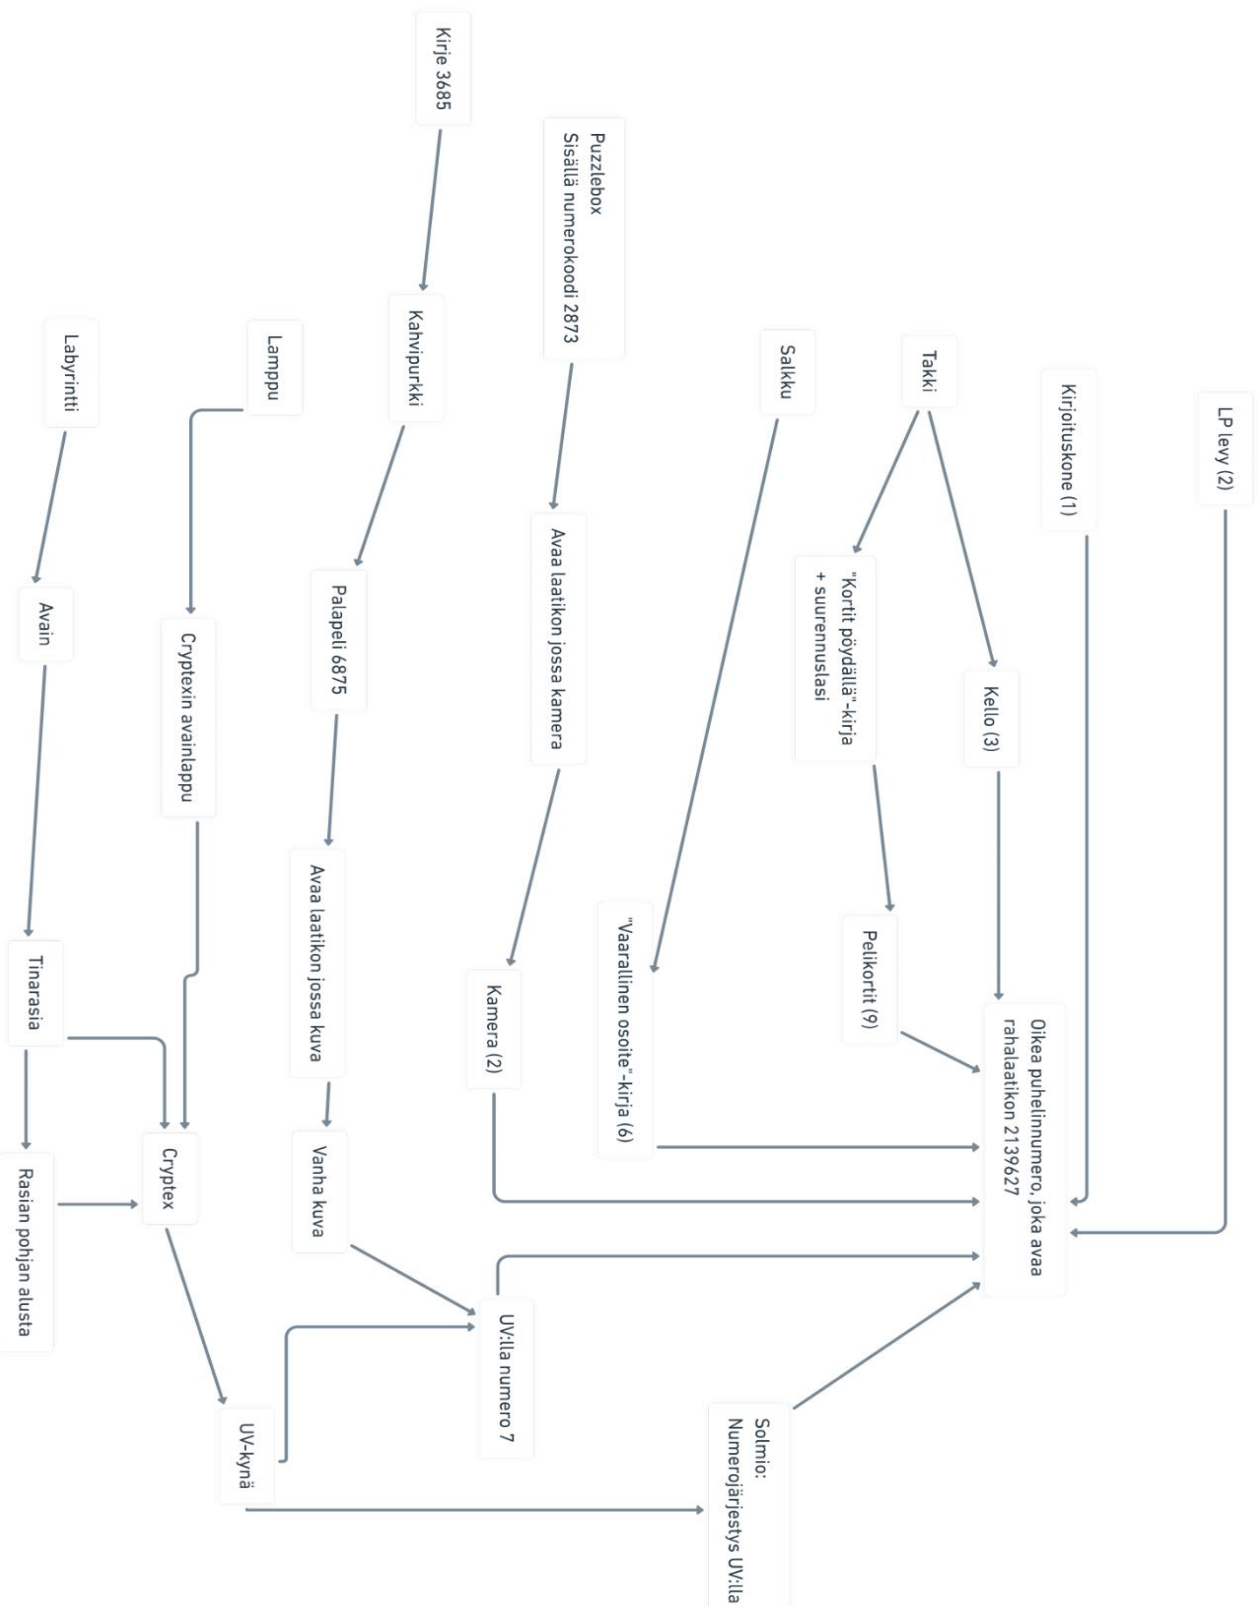 LP levy (2)
Kirjoituskone (1)
Takki
Kello (3)
"Kortit pöydällä"-kirja
+ suurennuslasi
Pelikortit (9)
Oikea puhelinnumero, joka avaa
rahalaatikon 2139627
Salkku
"Vaarallinen osoite"-kirja (6)
Puzzlebox
Sisällä numerokoodi 2873
Avaa laatikon jossa kamera
Kamera (2)
Kirje 3685
Kahvipurkki
Palapeli 6875
Avaa laatikon jossa kuva
Vanha kuva
UV:lla numero 7
Solmio:
Numerojärjestys UV:lla
Lamppu
Cryptexin avainlappu
Cryptex
UV-kynä
Labyrintti
Avain
Tinarasia
Rasian pohjan alusta